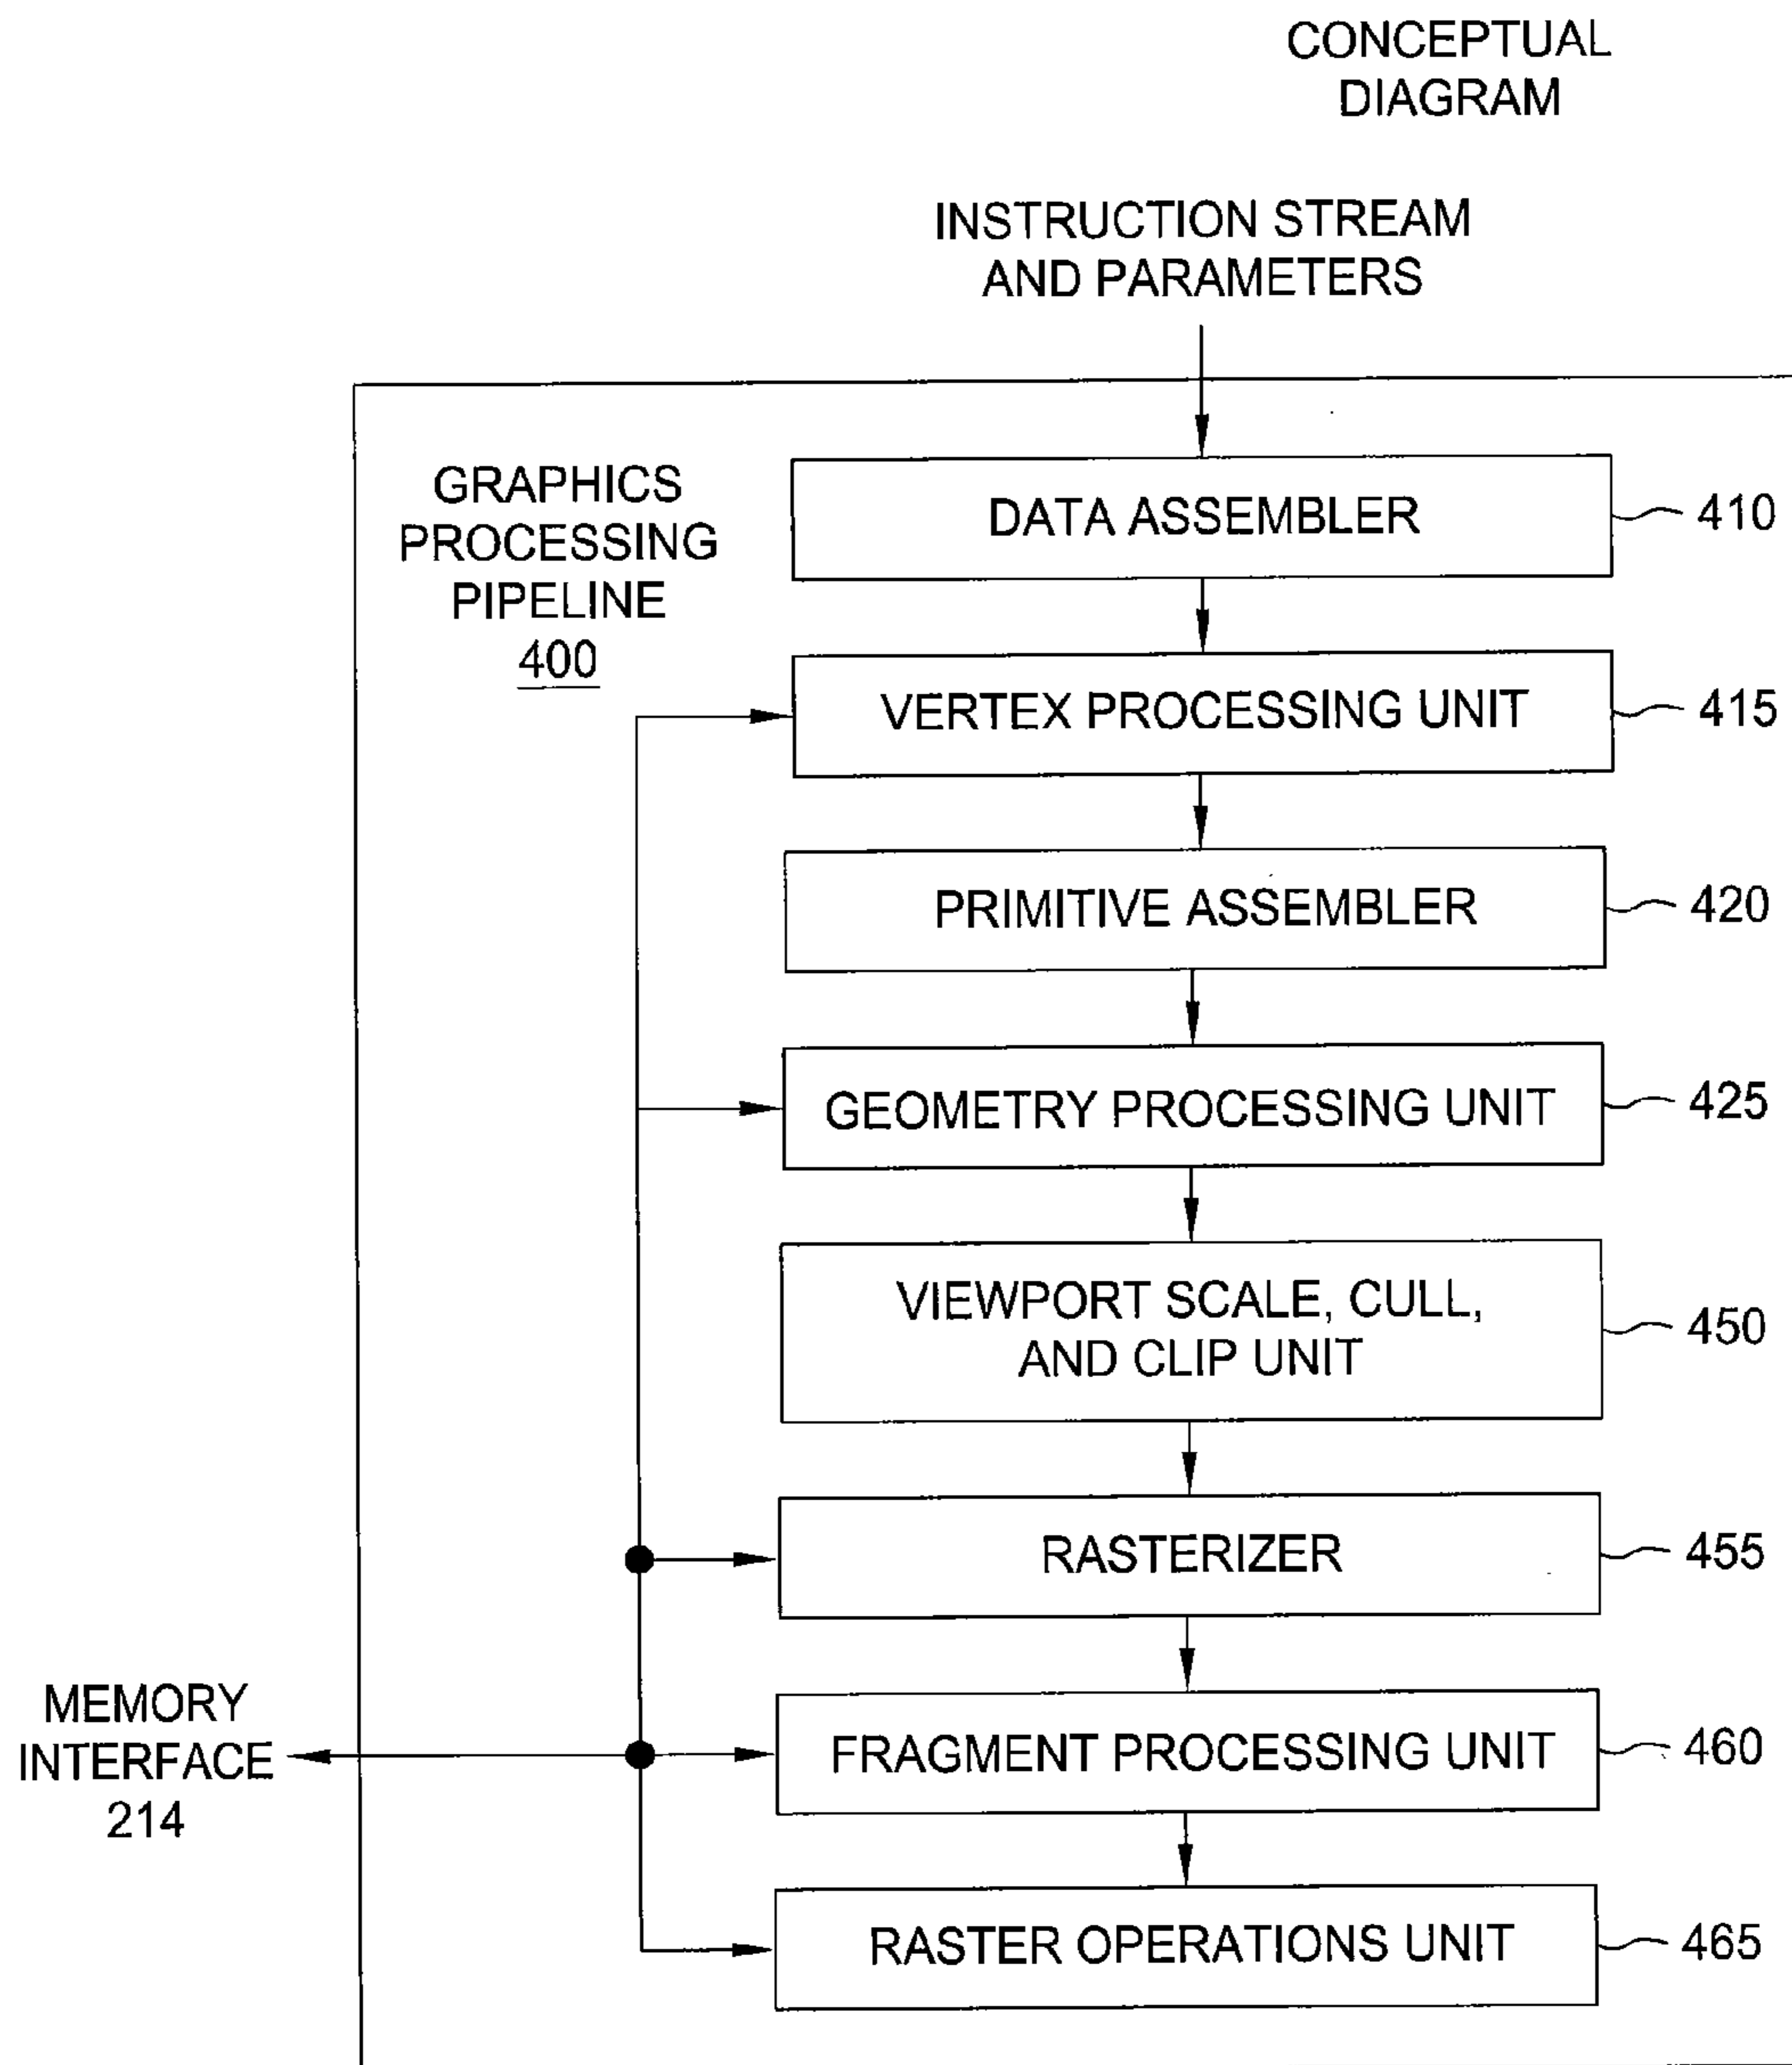 CONCEPTUAL
DIAGRAM
INSTRUCTION STREAM
AND PARAMETERS
GRAPHICS
PROCESSING
PIPELINE
400
DATA ASSEMBLER
410
VERTEX PROCESSING UNIT
415
PRIMITIVE ASSEMBLER
420
GEOMETRY PROCESSING UNIT
425
VIEWPORT SCALE, CULL,
AND CLIP UNIT
450
RASTERIZER
455
MEMORY
INTERFACE
214
FRAGMENT PROCESSING UNIT
460
RASTER OPERATIONS UNIT
465